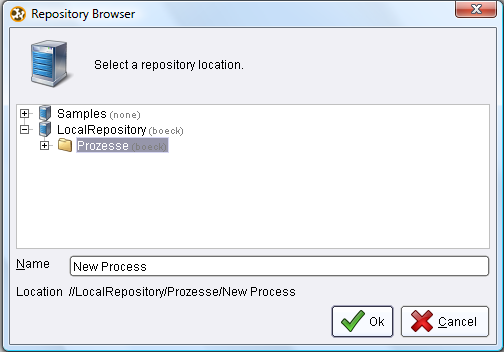 Repository Browser
Select a repository location.
Samples (none)
LocalRepository (boeck)
Prozesse (boeck)
Name New Process
Location //LocalRepository/Prozesse/New Process
Ok Cancel